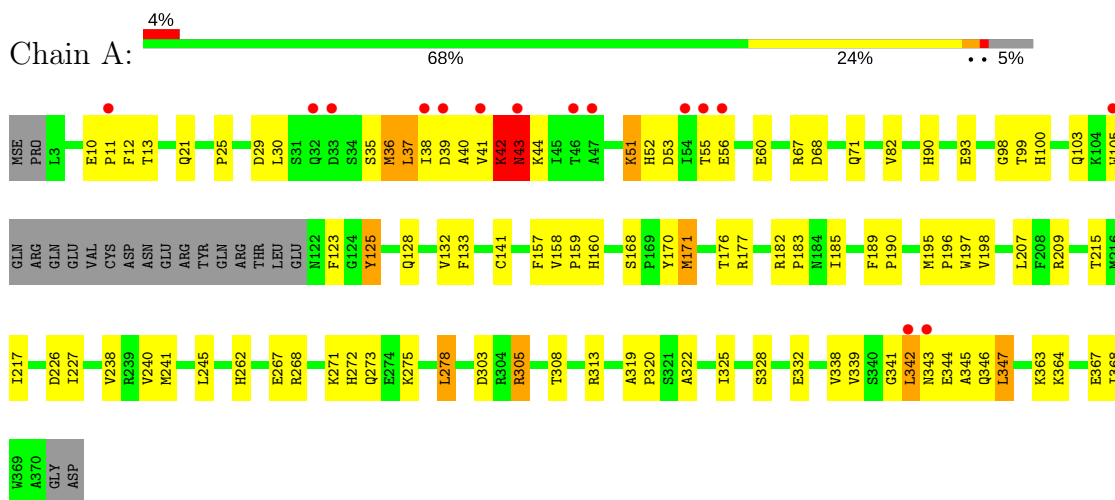 4%
Chain A:
68% 24% • • 5%
MSE PRO L3 E10 P11 F12 T13 Q21 P25 D29 L30 S31 Q32 D33 S34 S35 M36 L37 I38 D39 A40 V41 K42 N43 K44 I45 T46 A47 K51 H52 D53 I54 T55 E56 E60 R67 D68 Q71 V82 H90 E93 G98 T99 H100 Q103 K104 W105
GLN ARG GLN GLU VAL CYS ASP ASN GLU ARG TYR GLN ARG THR LEU GLU N122 F123 G124 Y125 Q128 V132 F133 C141 F157 V158 P159 H160 S168 P169 Y170 M171 T176 R177 R182 P183 N184 I185 F189 P190 M195 P196 W197 V198 L207 F208 R209 T215 M216
I217 D226 I227 V238 R239 V240 M241 L245 H262 E267 R268 K271 H272 Q273 E274 K275 L278 D303 R304 R305 T308 R313 A319 P320 S321 A322 I325 S328 E332 V338 V339 S340 G341 L342 N343 E344 A345 Q346 L347 K363 K364 E367 I368
W369 A370 GLY ASP